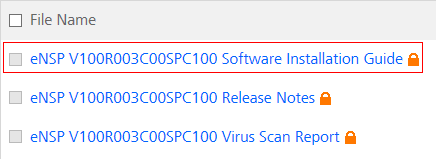 File Name
eNSP V100R003C00SPC100 Software Installation Guide
eNSP V100R003C00SPC100 Release Notes
eNSP V100R003C00SPC100 Virus Scan Report